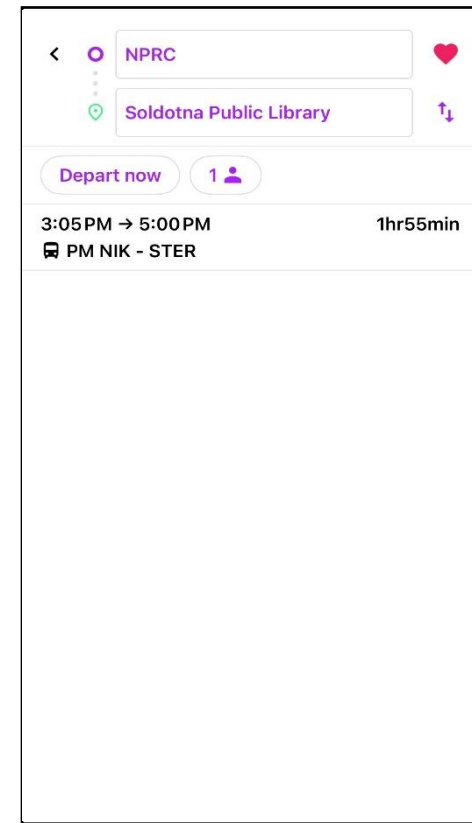 NPRC
Soldotna Public Library
Depart now 1
3:05PM → 5:00PM 1hr55min
PM NIK - STER